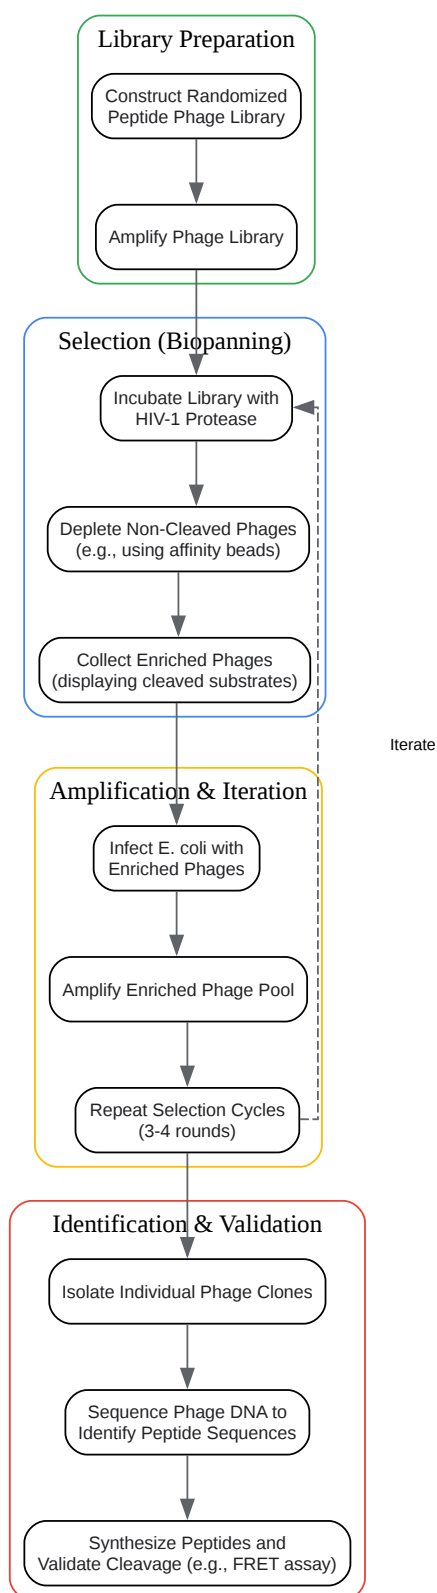 Library Preparation
Construct Randomized
Peptide Phage Library
Amplify Phage Library
Selection (Biopanning)
Incubate Library with
HIV-1 Protease
Deplete Non-Cleaved Phages
(e.g., using affinity beads)
Collect Enriched Phages
(displaying cleaved substrates)
Iterate
Amplification & Iteration
Infect E. coli with
Enriched Phages
Amplify Enriched Phage Pool
Repeat Selection Cycles
(3-4 rounds)
Identification & Validation
Isolate Individual Phage Clones
Sequence Phage DNA to
Identify Peptide Sequences
Synthesize Peptides and
Validate Cleavage (e.g., FRET assay)